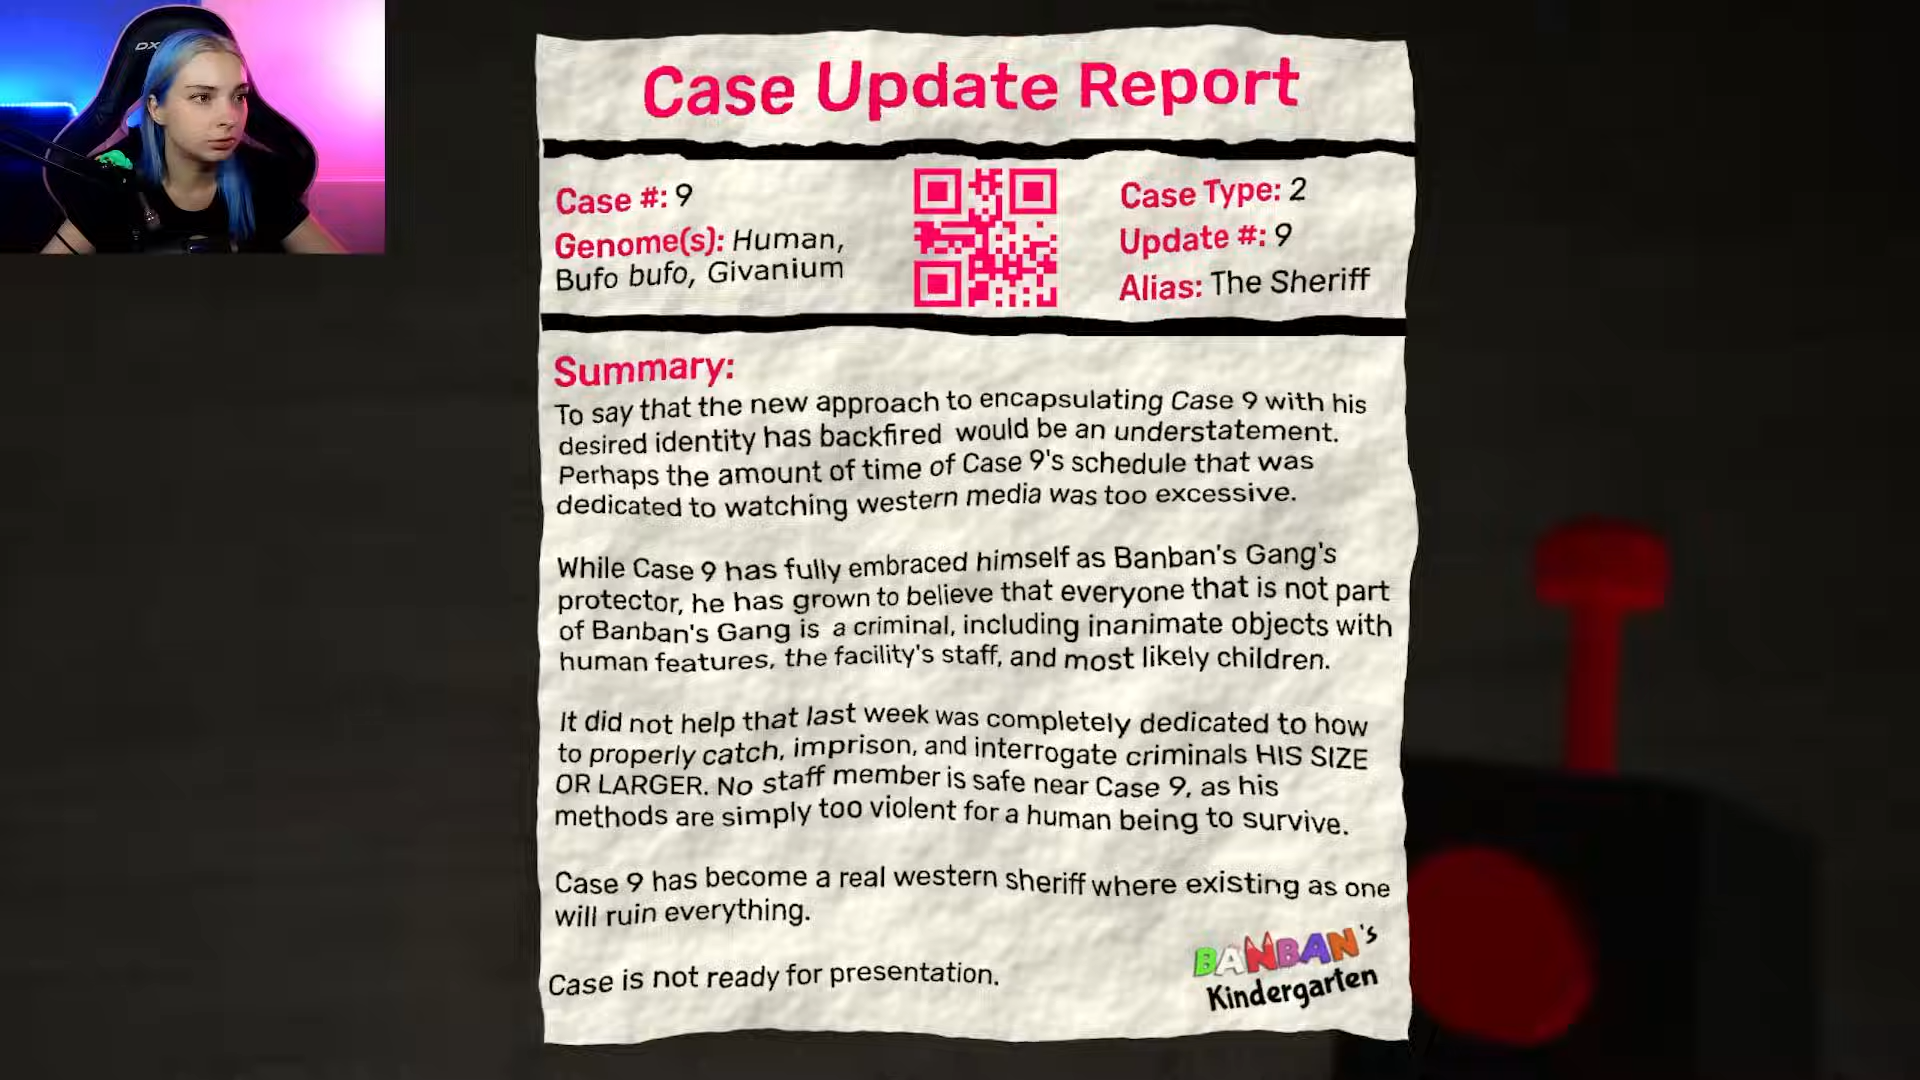 DX
Case Update Report
Case #: 9
Genome(s): Human,
Bufo bufo, Givanium
Case Type: 2
Update #: 9
Alias: The Sheriff
Summary:
To say that the new approach to encapsulating Case 9 with his
desired identity has backfired would be an understatement.
Perhaps the amount of time of Case 9's schedule that was
dedicated to watching western media was too excessive.
While Case 9 has fully embraced himself as Banban's Gang's
protector, he has grown to believe that everyone that is not part
of Banban's Gang is a criminal, including inanimate objects with
human features, the facility's staff, and most likely children.
It did not help that last week was completely dedicated to how
to properly catch, imprison, and interrogate criminals HIS SIZE
OR LARGER. No staff member is safe near Case 9, as his
methods are simply too violent for a human being to survive.
Case 9 has become a real western sheriff where existing as one
will ruin everything.
Case is not ready for presentation.
BANBAN's
Kindergarten